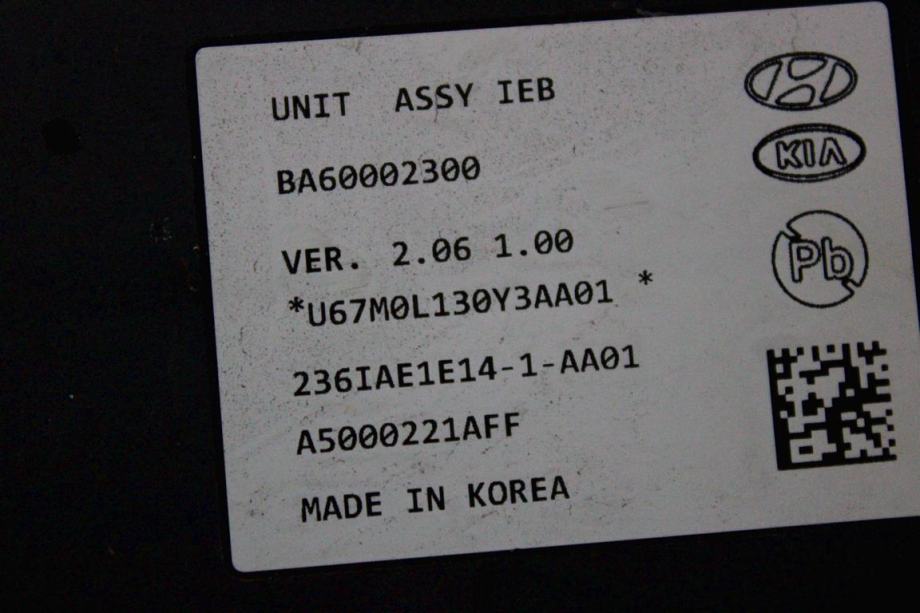 UNIT ASSY IEB
BA60002300
VER. 2.06 1.00
*U67M0L130Y3AA01 *
236IAE1E14-1-AA01
A5000221AFF
MADE IN KOREA
KIA
Pb